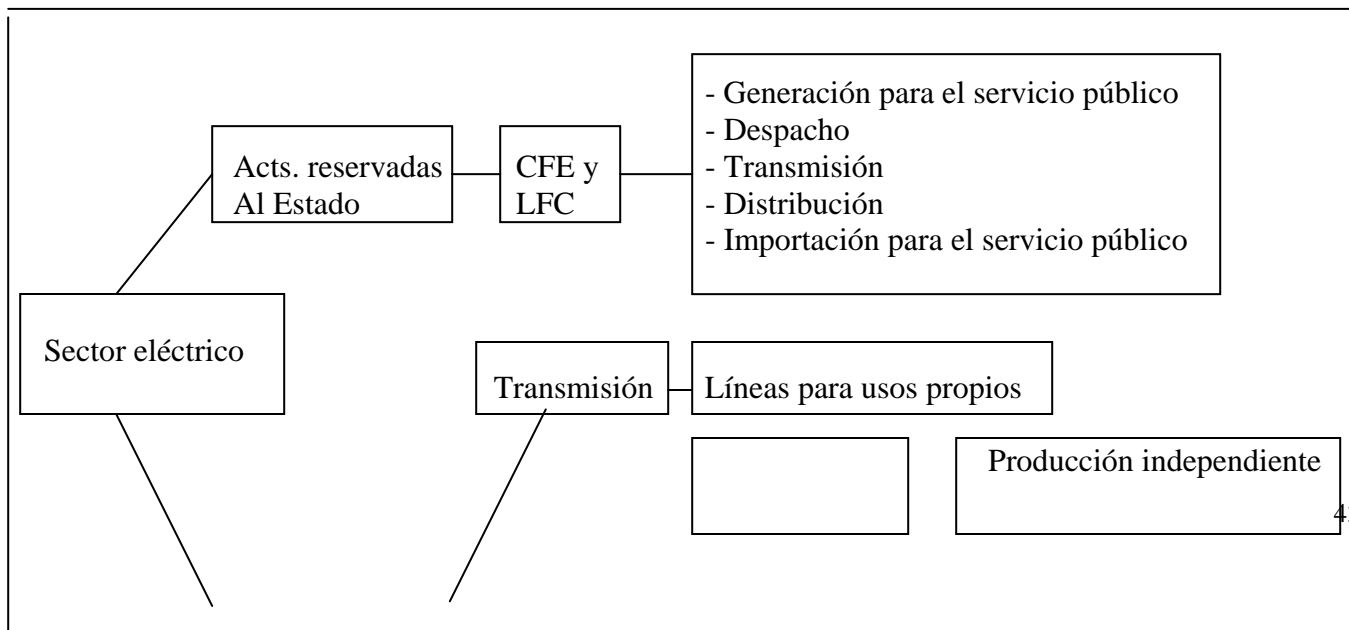 - Generación para el servicio público
- Despacho
- Transmisión
- Distribución
- Importación para el servicio público
Acts. reservadas
Al Estado
CFE y
LFC
Sector eléctrico
Transmisión
Líneas para usos propios
Producción independiente